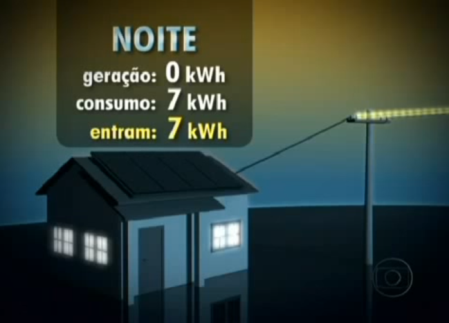 NOITE
geração: 0 kWh
consumo: 7 kWh
entram: 7 kWh